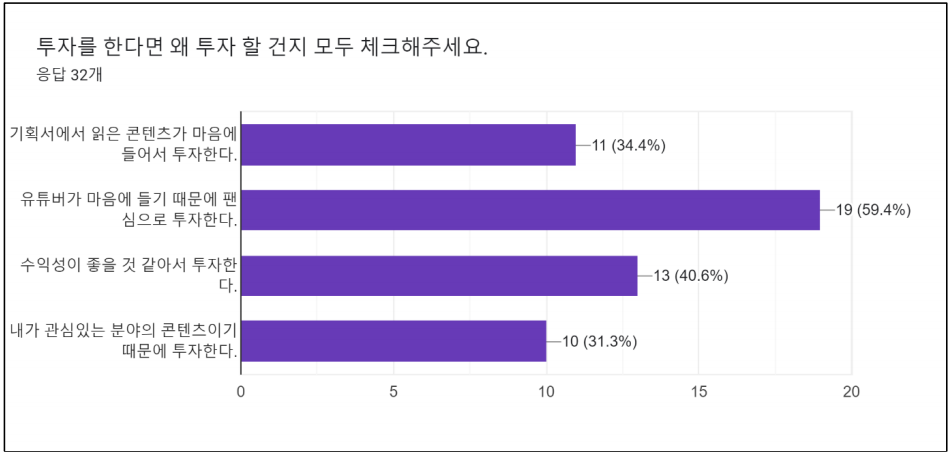 투자를 한다면 왜 투자 할 건지 모두 체크해주세요.
응답 32개
기획서에서 읽은 콘텐츠가 마음에
들어서 투자한다.
11 (34.4%)
유튜버가 마음에 들기 때문에 팬
심으로 투자한다.
19 (59.4%)
수익성이 좋을 것 같아서 투자한
다.
13 (40.6%)
내가 관심있는 분야의 콘텐츠이기
때문에 투자한다.
10 (31.3%)
0 5 10 15 20